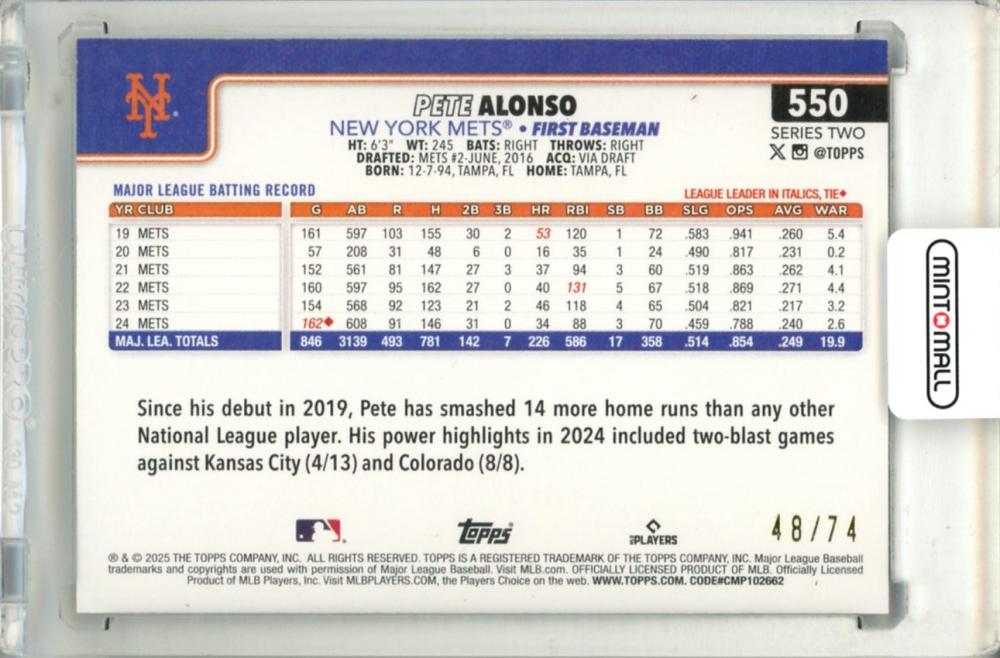 NY
PETE ALONSO
550
NEW YORK METS® • FIRST BASEMAN
SERIES TWO
HT: 6'3" WT: 245 BATS: RIGHT THROWS: RIGHT
@TOPPS
DRAFTED: METS #2-JUNE, 2016 ACQ: VIA DRAFT
BORN: 12-7-94, TAMPA, FL HOME: TAMPA, FL
MAJOR LEAGUE BATTING RECORD
LEAGUE LEADER IN ITALICS, TIE♦
YR CLUB G AB R H 2B 3B HR RBI SB BB SLG OPS AVG WAR
19 METS 161 597 103 155 30 2 53 120 1 72 .583 .941 .260 5.4
20 METS 57 208 31 48 6 0 16 35 1 24 .490 .817 .231 0.2
21 METS 152 561 81 147 27 3 37 94 3 60 .519 .863 .262 4.1
22 METS 160 597 95 162 27 0 40 131 5 67 .518 .869 .271 4.4
23 METS 154 568 92 123 21 2 46 118 4 65 .504 .821 .217 3.2
24 METS 162♦ 608 91 146 31 0 34 88 3 70 .459 .788 .240 2.6
MAJ. LEA. TOTALS 846 3139 493 781 142 7 226 586 17 358 .514 .854 .249 19.9
Since his debut in 2019, Pete has smashed 14 more home runs than any other
National League player. His power highlights in 2024 included two-blast games
against Kansas City (4/13) and Colorado (8/8).
Topps®
MLB PLAYERS
48/74
® & © 2025 THE TOPPS COMPANY, INC. ALL RIGHTS RESERVED. TOPPS IS A REGISTERED TRADEMARK OF THE TOPPS COMPANY, INC. Major League Baseball
trademarks and copyrights are used with permission of Major League Baseball. Visit MLB.com. OFFICIALLY LICENSED PRODUCT OF MLB. Officially Licensed
Product of MLB Players, Inc. Visit MLBPLAYERS.COM, the Players Choice on the web. WWW.TOPPS.COM. CODE#CMP102662
MINTOMALL